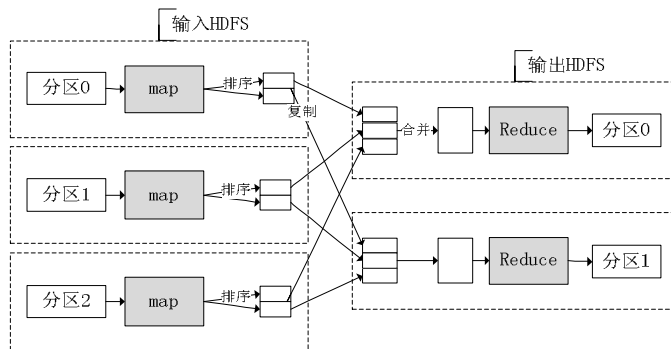 输入HDFS
输出HDFS
分区0
map
排序
复制
合并
Reduce
分区0
分区1
map
排序
分区2
map
排序
Reduce
分区1